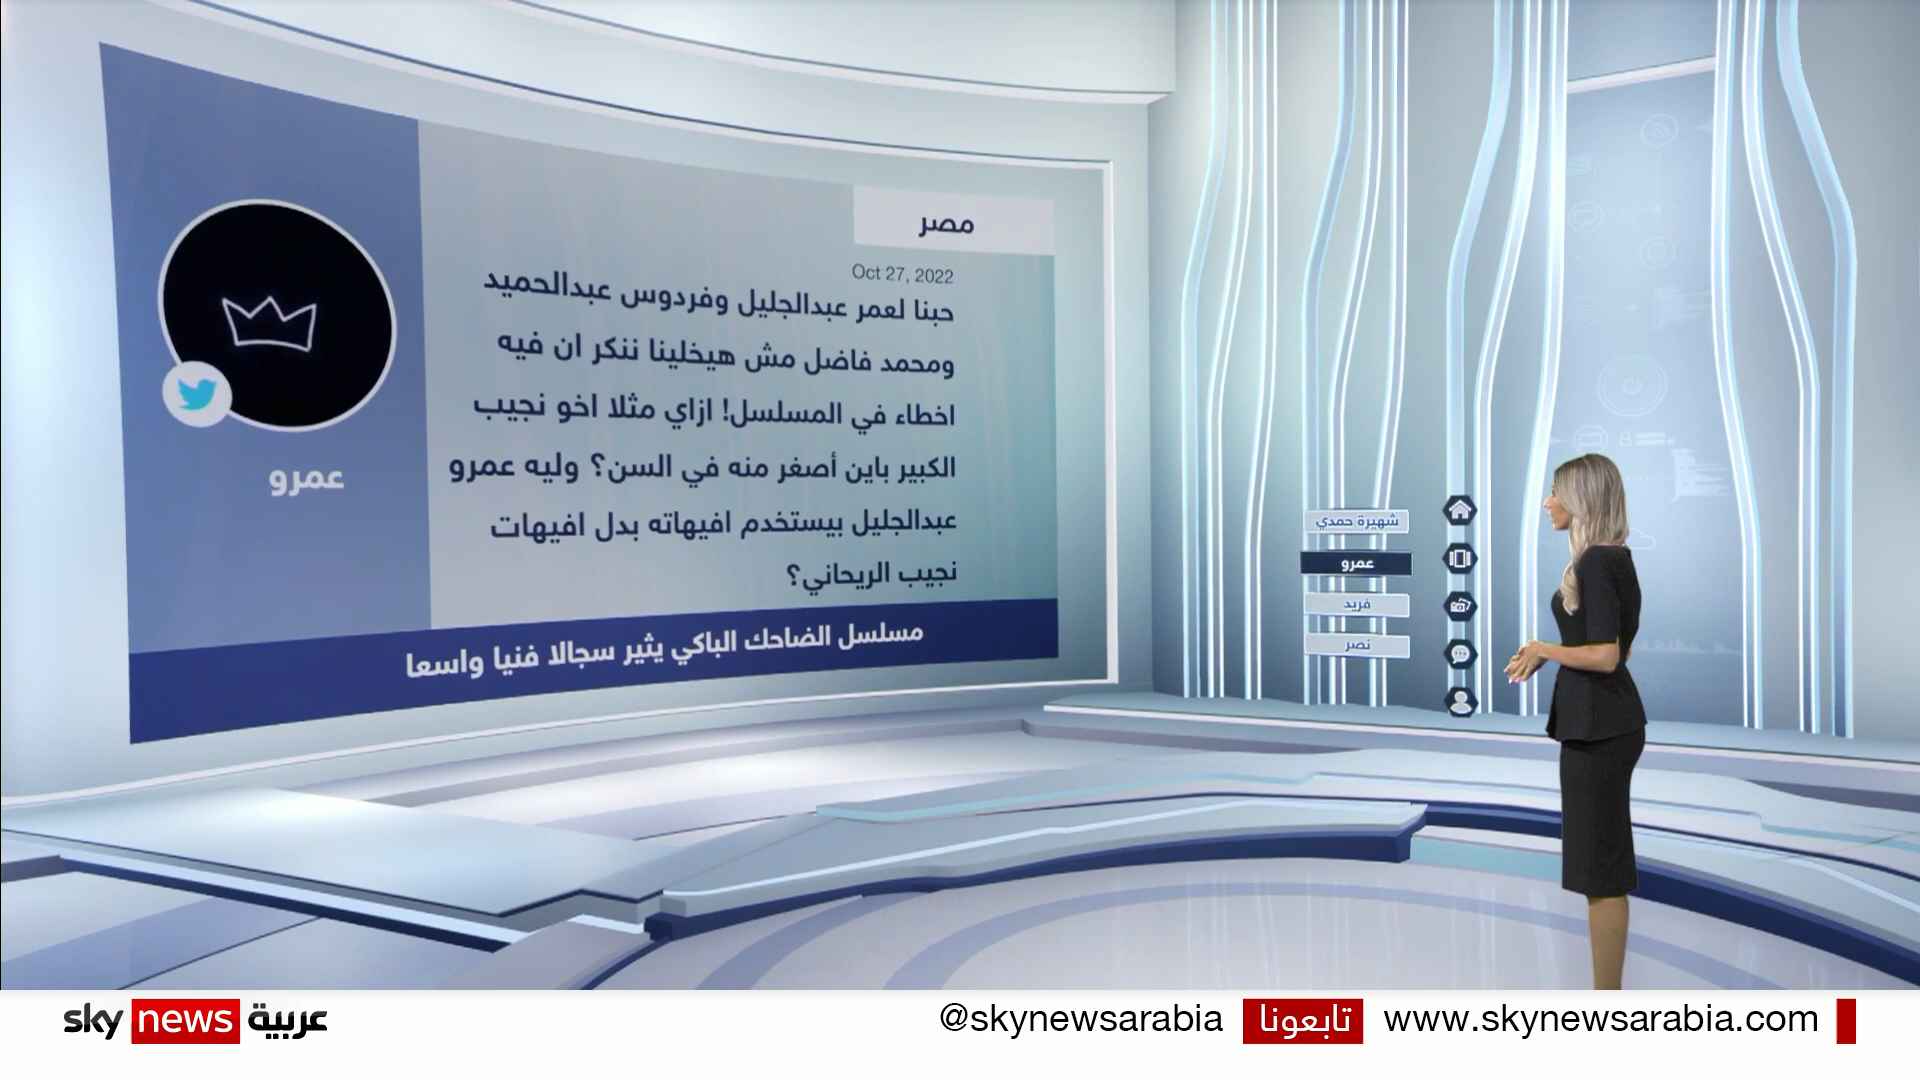 مصر
Oct 27, 2022
حبنا لعمر عبدالجليل وفردوس عبدالحميد
ومحمد فاضل مش هيخلينا ننكر ان فيه
اخطاء في المسلسل! ازاي مثلا اخو نجيب
الكبير باين أصغر منه في السن؟ وليه عمرو
عبدالجليل بيستخدم افيهاته بدل افيهات
نجيب الريحاني؟
عمرو
مسلسل الضاحك الباكي يثير سجالا فنيا واسعا
شهيرة حمدي
عمرو
فريد
نصر
sky news عربية
@skynewsarabia تابعونا www.skynewsarabia.com